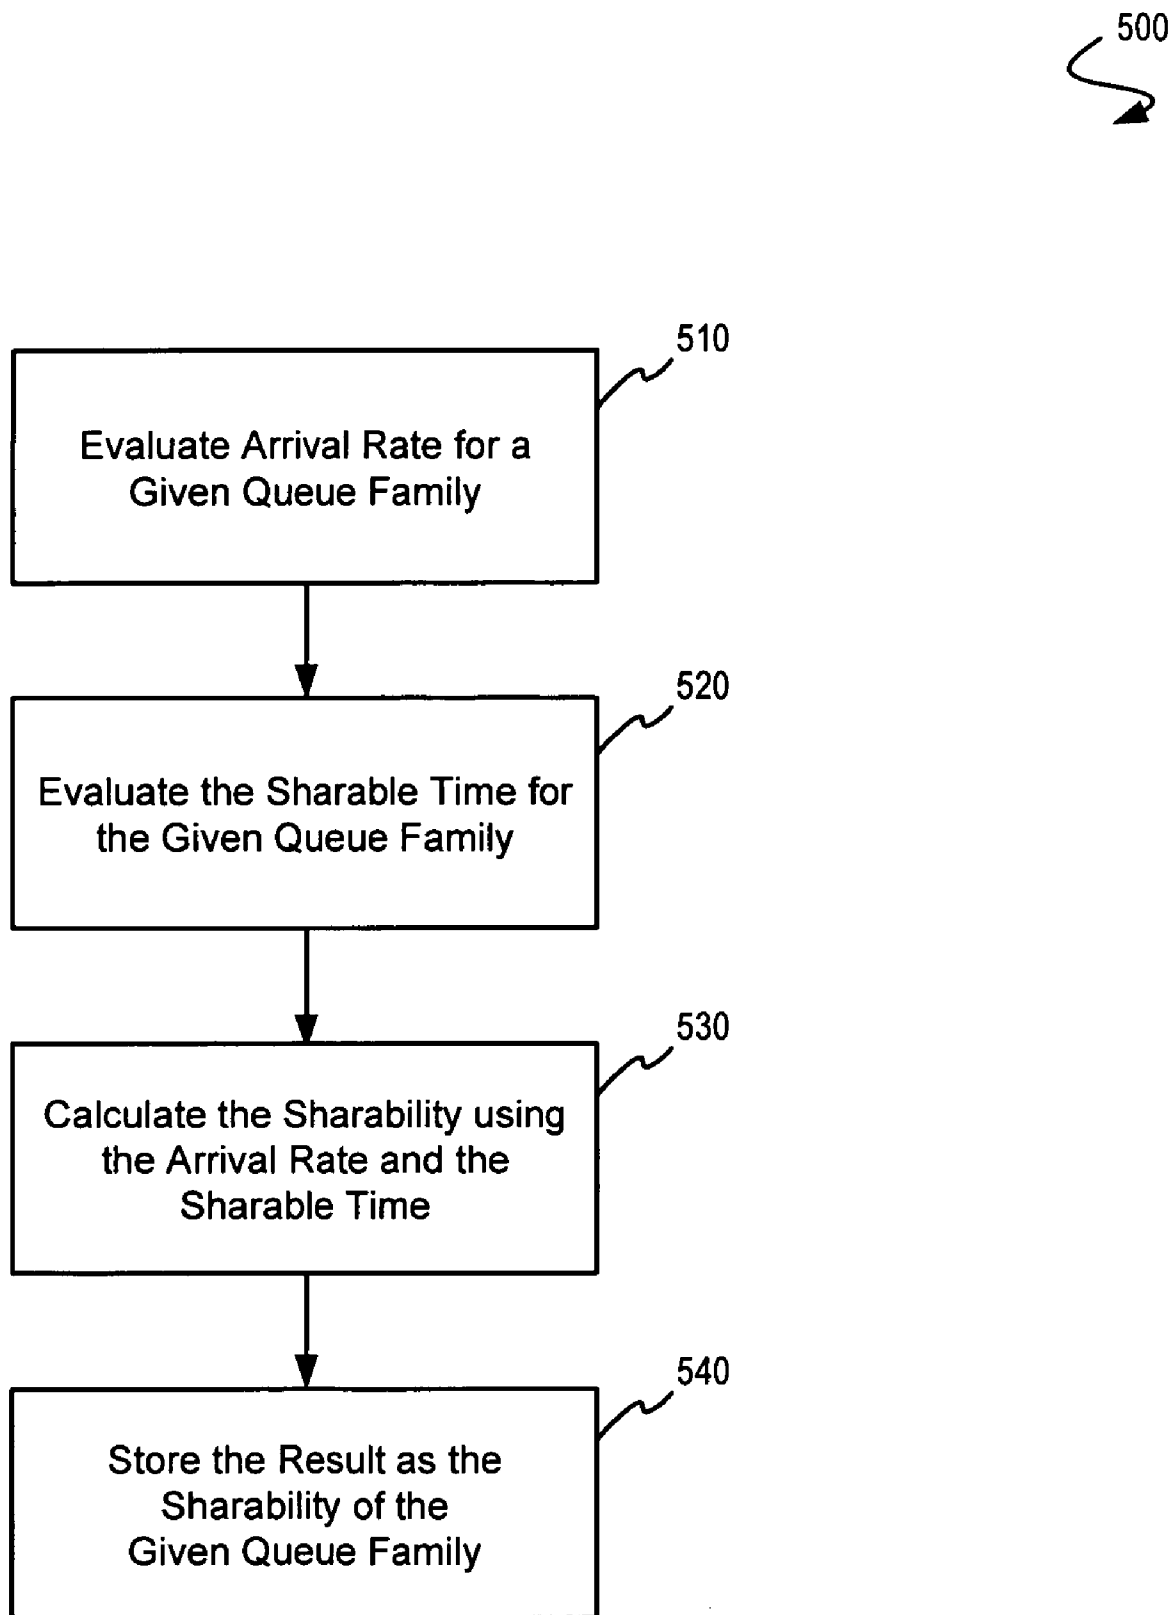 500
510
Evaluate Arrival Rate for a
Given Queue Family
520
Evaluate the Sharable Time for
the Given Queue Family
530
Calculate the Sharability using
the Arrival Rate and the
Sharable Time
540
Store the Result as the
Sharability of the
Given Queue Family